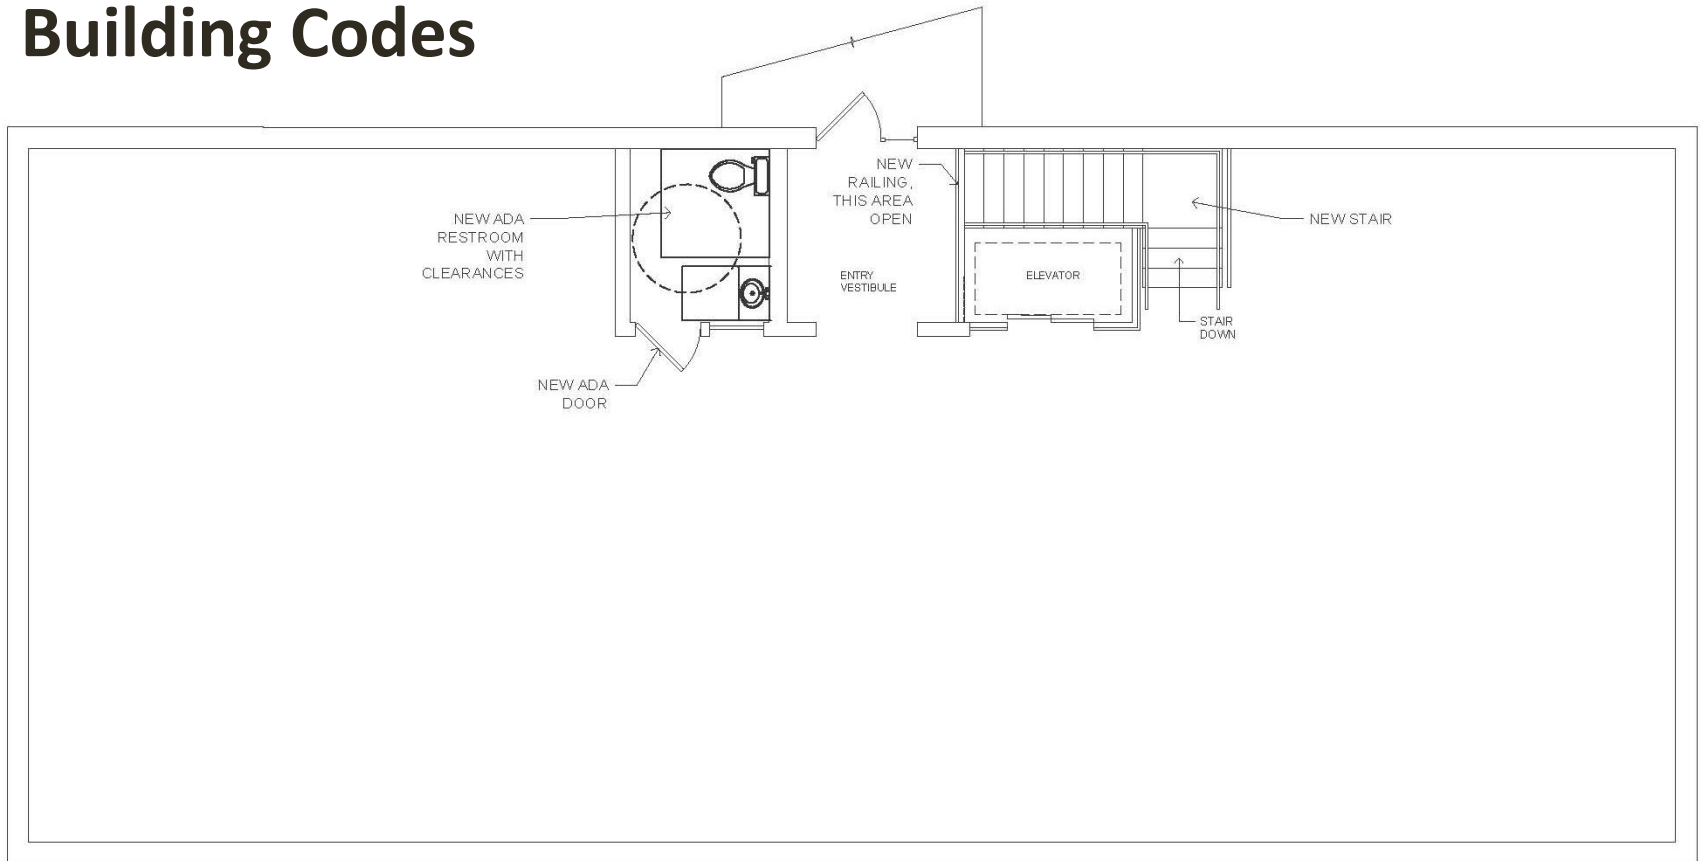 Building Codes
NEW
RAILING,
THIS AREA
OPEN
NEW ADA
RESTROOM
WITH
CLEARANCES
NEW STAIR
ENTRY
VESTIBULE
ELEVATOR
STAIR
DOWN
NEW ADA
DOOR